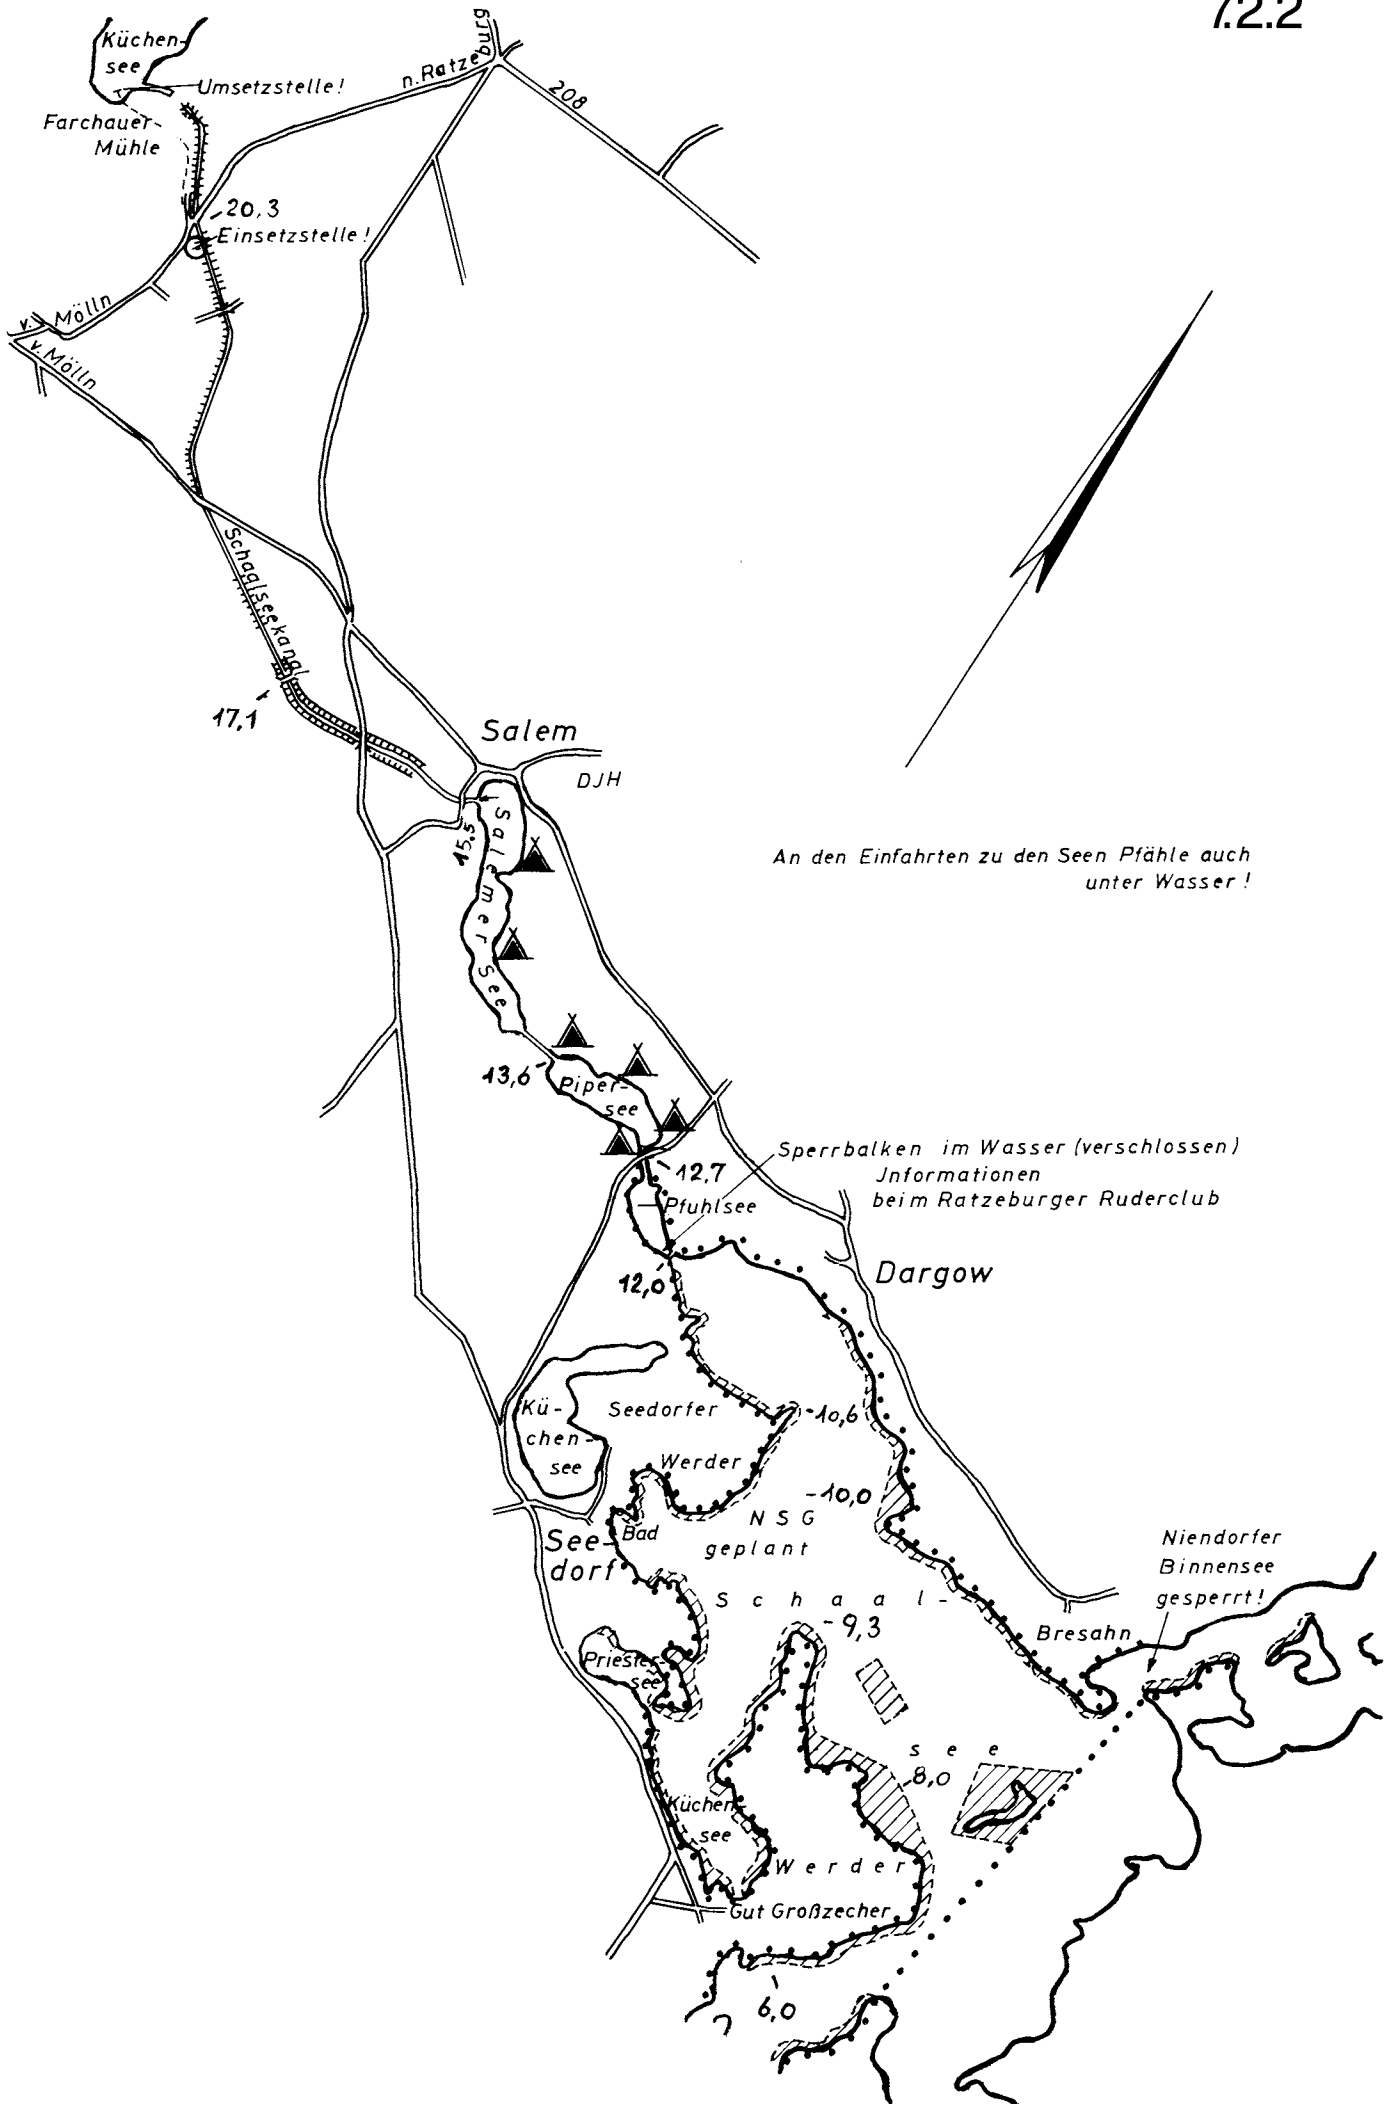 7.2.2
Küchen-
see
Umsetzstelle!
Farchauer-
Mühle
n. Ratzeburg
208
20,3
Einsetzstelle!
v. Mölln
v. Mölln
Schaalseekanal
17,1
Salem
DJH
15,5
Salemer See
An den Einfahrten zu den Seen Pfähle auch
unter Wasser!
13,6
Piper-
see
12,7
Sperrbalken im Wasser (verschlossen)
Jnformationen
beim Ratzeburger Ruderclub
Pfuhlsee
12,0
Dargow
Kü-
chen-
see
Seedorfer
Werder
10,6
10,0
NSG
geplant
See-
dorf
Bad
Schaal-
see
9,3
Niendorfer
Binnensee
gesperrt!
Bresahn
Priester-
see
8,0
Küchen-
see
Werder
Gut Großzecher
6,0